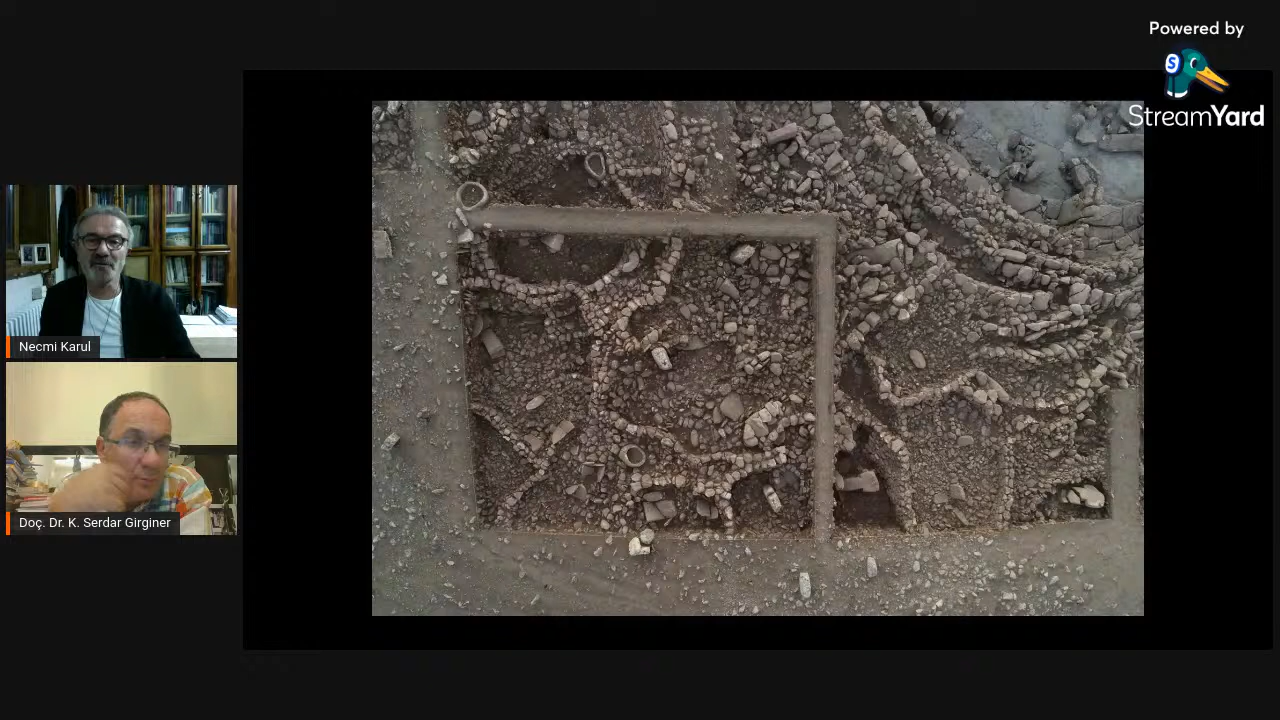 Powered by
S
StreamYard
Necmi Karul
Doç. Dr. K. Serdar Girginer